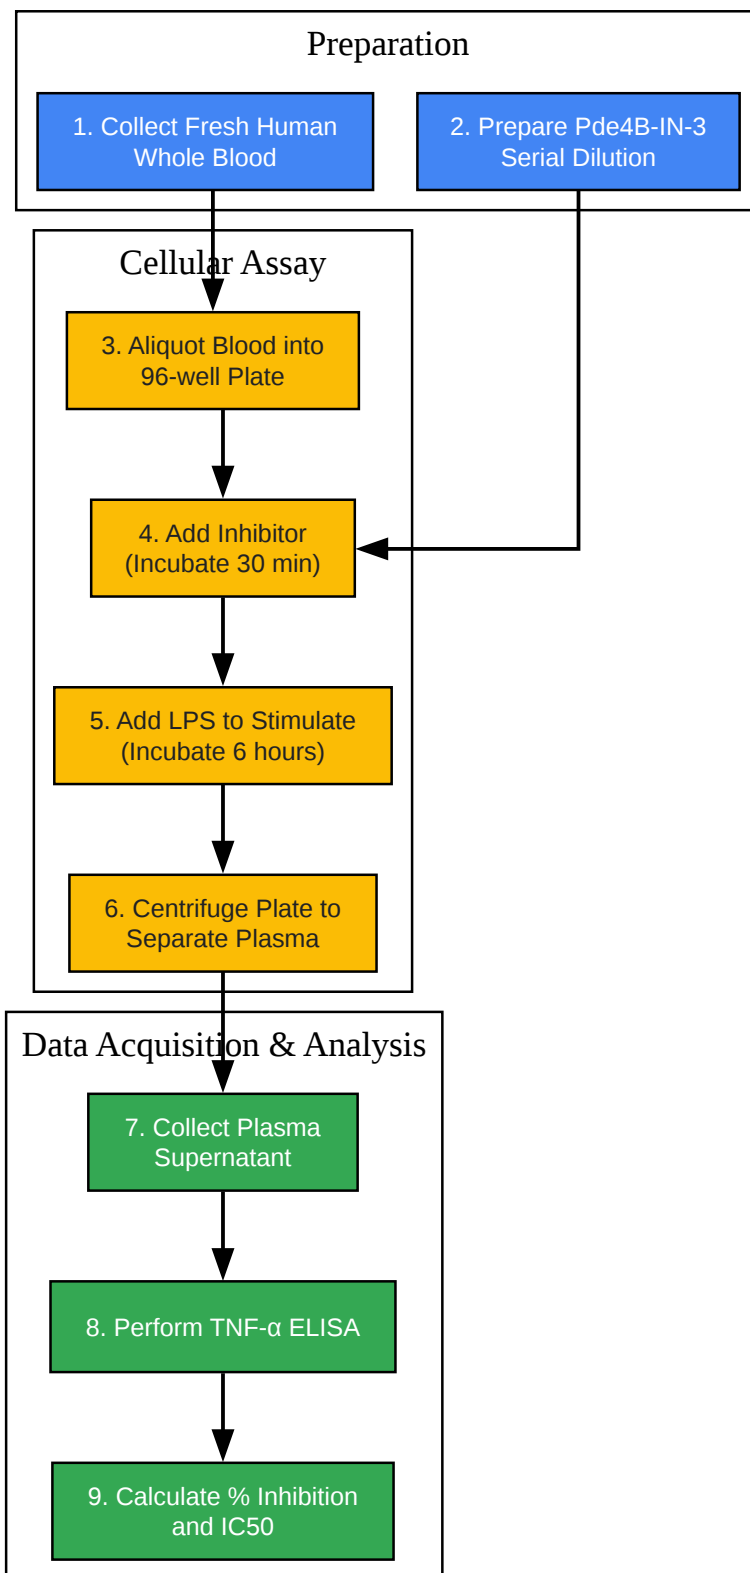 Preparation
1. Collect Fresh Human
Whole Blood
2. Prepare Pde4B-IN-3
Serial Dilution
Cellular Assay
3. Aliquot Blood into
96-well Plate
4. Add Inhibitor
(Incubate 30 min)
5. Add LPS to Stimulate
(Incubate 6 hours)
6. Centrifuge Plate to
Separate Plasma
Data Acquisition & Analysis
7. Collect Plasma
Supernatant
8. Perform TNF-α ELISA
9. Calculate % Inhibition
and IC50